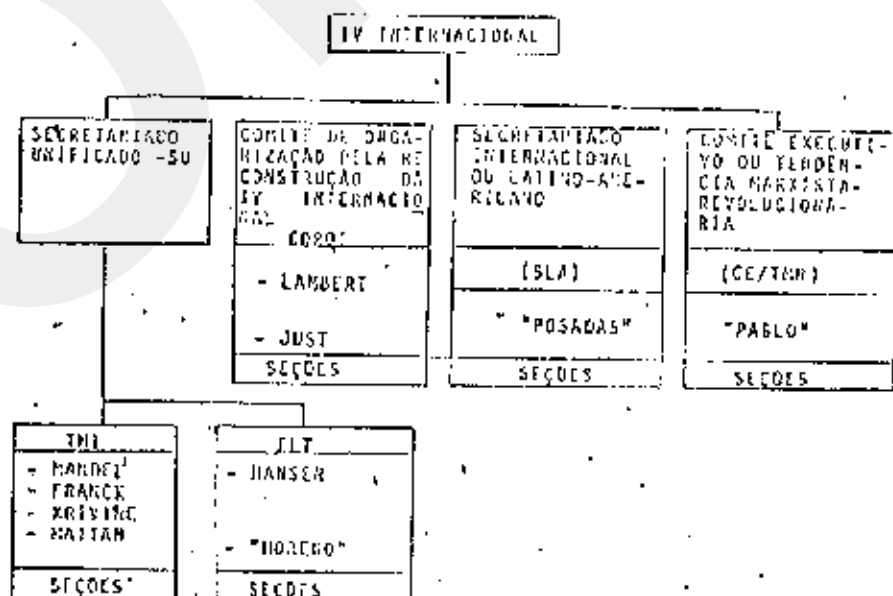 IV INTERNACIONAL
SECRETARIADO
UNIFICADO -SU
COMITÊ DE ORGA-
NIZAÇÃO PELA RE
CONSTRUÇÃO DA
IV INTERNACIO
NAL
- LAMBERT
- JUST
SEÇÕES
SECRETARIADO
INTERNACIONAL
OU LATINO-AME-
RICANO
(SLA)
"POSADAS"
SEÇÕES
COMITÊ EXECUTI-
VO OU TENDÊN-
CIA MARXISTA-
REVOLUCIONÁ-
RIA
(CE/TMR)
"PABLO"
SEÇÕES
TMI
- MANDEL
- FRANCK
- KRIVINE
- MAITAN
SEÇÕES
FLT
- HANSEN
- "MORENO"
SEÇÕES